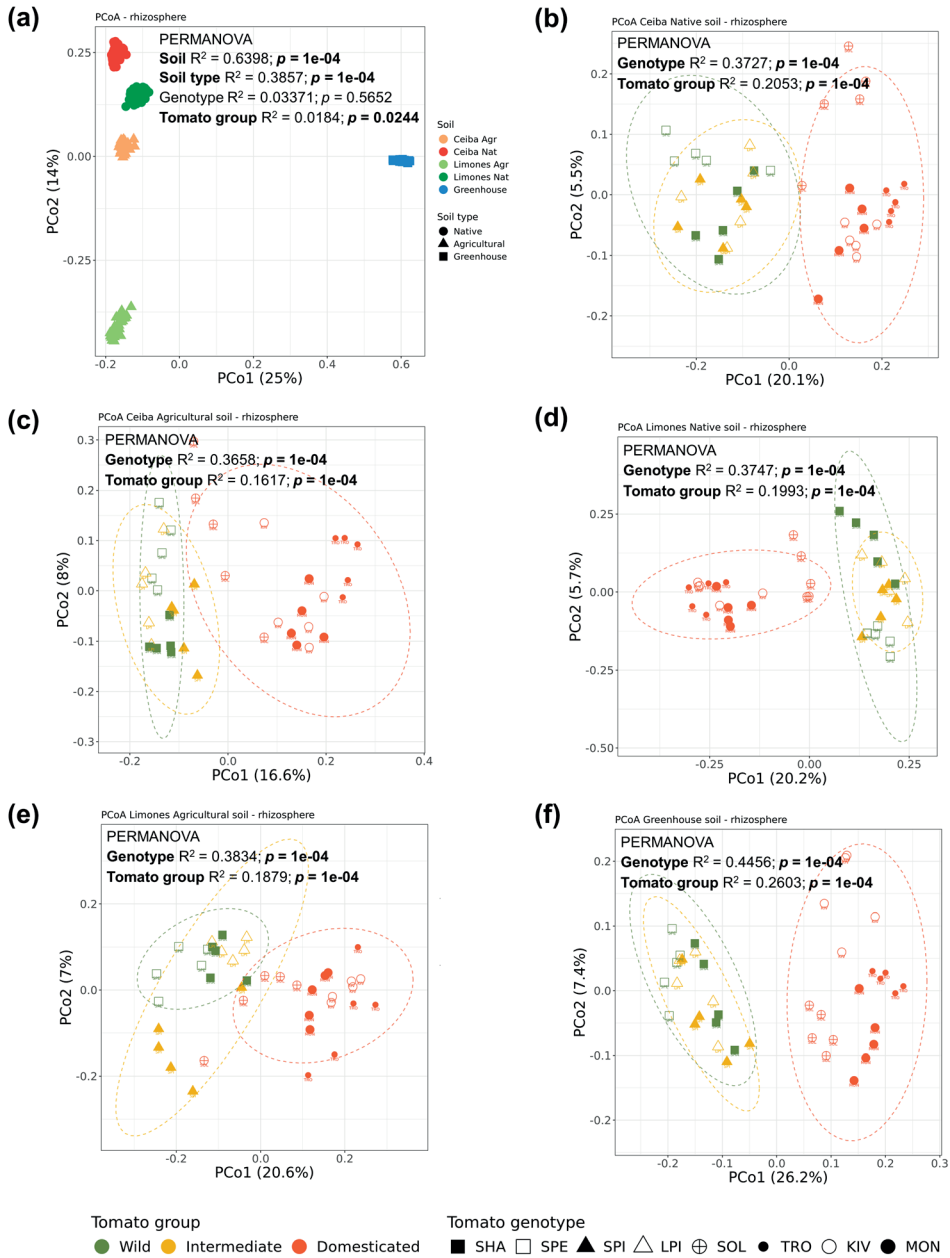 (a)
PCoA - rhizosphere
PERMANOVA
Soil R² = 0.6398; p = 1e-04
Soil type R² = 0.3857; p = 1e-04
Genotype R² = 0.03371; p = 0.5652
Tomato group R² = 0.0184; p = 0.0244
0.25
0.00
-0.25
PCo2 (14%)
-0.2
0.0
0.2
0.4
0.6
PCo1 (25%)
Soil
Ceiba Agr
Ceiba Nat
Limones Agr
Limones Nat
Greenhouse
Soil type
Native
Agricultural
Greenhouse
(b)
PCoA Ceiba Native soil - rhizosphere
PERMANOVA
Genotype R² = 0.3727; p = 1e-04
Tomato group R² = 0.2053; p = 1e-04
0.2
0.1
0.0
-0.1
-0.2
PCo2 (5.5%)
-0.2
0.0
0.2
PCo1 (20.1%)
(c)
PCoA Ceiba Agricultural soil - rhizosphere
PERMANOVA
Genotype R² = 0.3658; p = 1e-04
Tomato group R² = 0.1617; p = 1e-04
0.3
0.2
0.1
0.0
-0.1
-0.2
-0.3
PCo2 (8%)
-0.2
0.0
0.2
0.4
PCo1 (16.6%)
(d)
PCoA Limones Native soil - rhizosphere
PERMANOVA
Genotype R² = 0.3747; p = 1e-04
Tomato group R² = 0.1993; p = 1e-04
0.25
0.00
-0.25
-0.50
PCo2 (5.7%)
-0.25
0.00
0.25
PCo1 (20.2%)
(e)
PCoA Limones Agricultural soil - rhizosphere
PERMANOVA
Genotype R² = 0.3834; p = 1e-04
Tomato group R² = 0.1879; p = 1e-04
0.2
0.0
-0.2
PCo2 (7%)
-0.2
0.0
0.2
PCo1 (20.6%)
(f)
PCoA Greenhouse soil - rhizosphere
PERMANOVA
Genotype R² = 0.4456; p = 1e-04
Tomato group R² = 0.2603; p = 1e-04
0.2
0.1
0.0
-0.1
-0.2
PCo2 (7.4%)
-0.2
-0.1
0.0
0.1
0.2
0.3
PCo1 (26.2%)
Tomato group
Wild Intermediate Domesticated
Tomato genotype
SHA SPE SPI LPI SOL TRO KIV MON